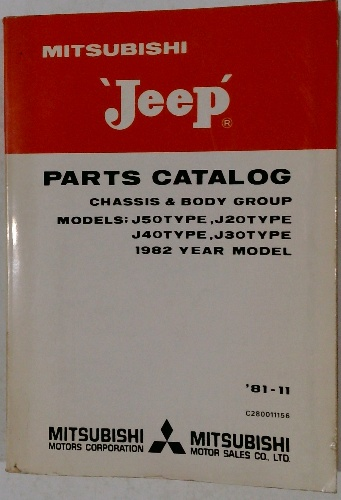 MITSUBISHI
'Jeep'
®
PARTS CATALOG
CHASSIS & BODY GROUP
MODELS; J50TYPE, J20TYPE
J40TYPE, J30TYPE
1982 YEAR MODEL
'81-11
C280011156
MITSUBISHI MITSUBISHI
MOTORS CORPORATION MOTOR SALES CO., LTD.